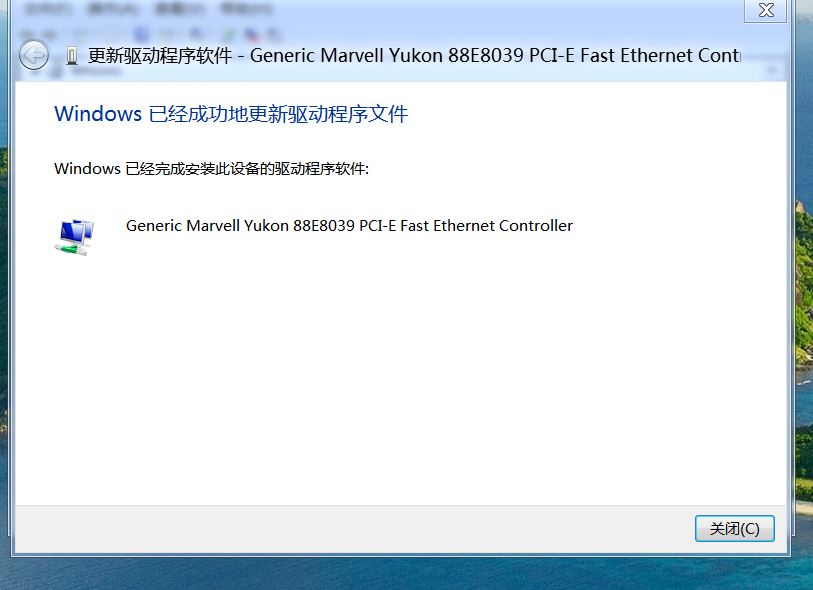 更新驱动程序软件 - Generic Marvell Yukon 88E8039 PCI-E Fast Ethernet Contr
Windows 已经成功地更新驱动程序文件
Windows 已经完成安装此设备的驱动程序软件:
Generic Marvell Yukon 88E8039 PCI-E Fast Ethernet Controller
关闭(C)